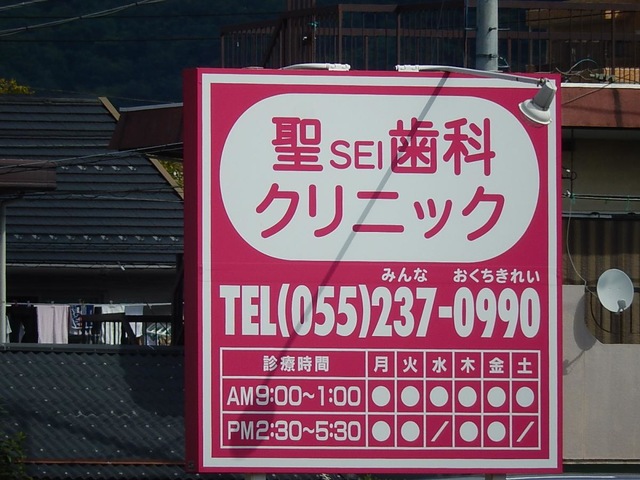 聖SEI歯科
クリニック
みんな おくちきれい
TEL(055)237-0990
診療時間 月 火 水 木 金 土
AM9:00~1:00 ● ● ● ● ● ●
PM2:30~5:30 ● ● / ● ● /